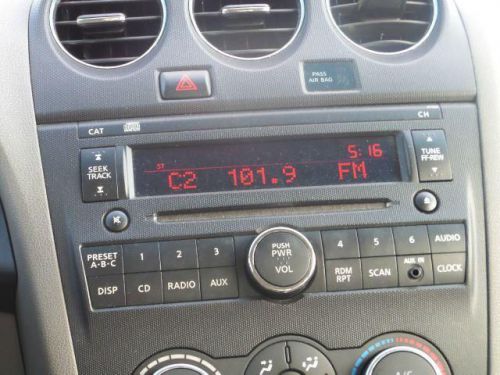 PASS
AIR BAG
CAT
CH
SEEK
TRACK
ST
5:16
C2 101.9 FM
TUNE
FF·REW
PRESET
A·B·C
1
2
3
PUSH
PWR
VOL
4
5
6
AUDIO
DISP
CD
RADIO
AUX
RDM
RPT
SCAN
AUX IN
CLOCK
A/C